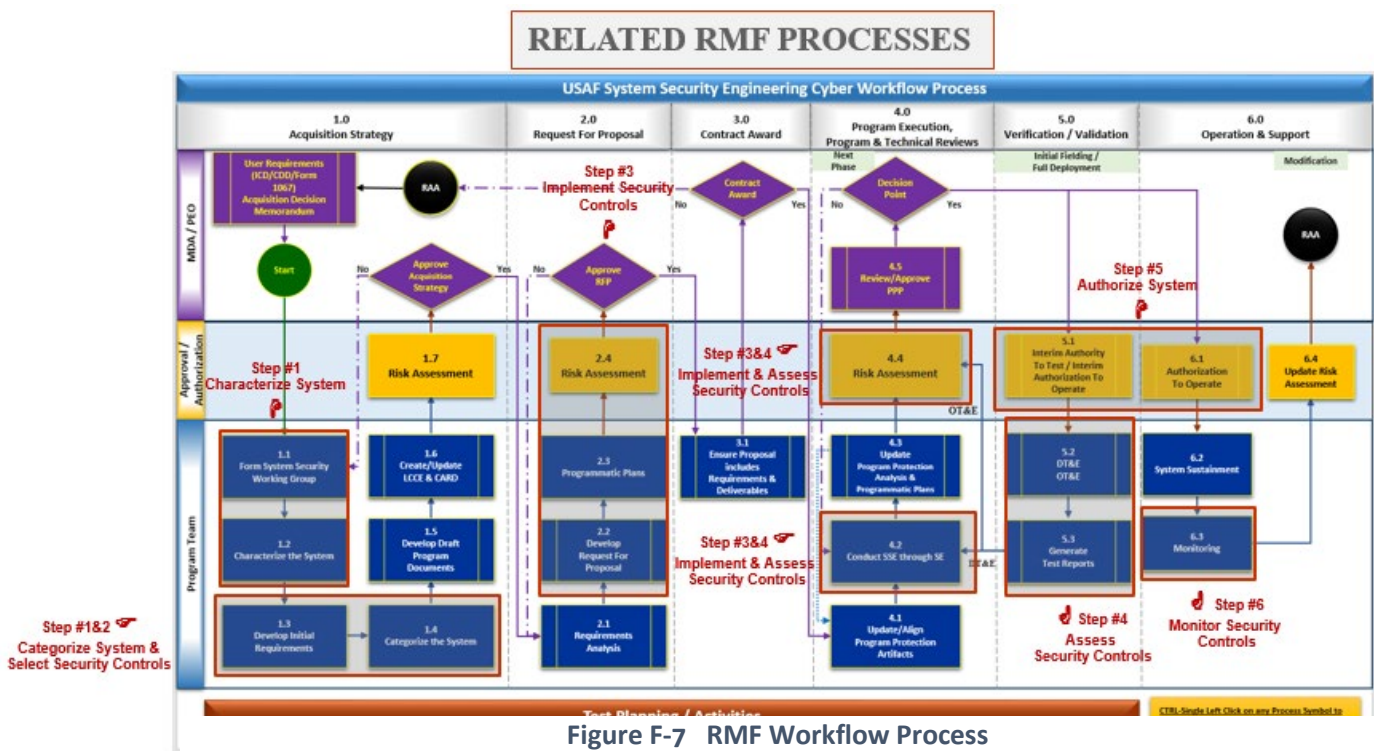 RELATED RMF PROCESSES
USAF System Security Engineering Cyber Workflow Process
1.0
Acquisition Strategy
2.0
Request For Proposal
3.0
Contract Award
4.0
Program Execution,
Program & Technical Reviews
5.0
Verification / Validation
6.0
Operation & Support
MDA / PEO
User Requirements
(ICD/CDD/Form
1067)
Acquisition Decision
Memorandum
RAA
Step #3
Implement Security
Controls
Contract
Award
No
Yes
Next
Phase
Decision
Point
No
Yes
Initial Fielding /
Full Deployment
Modification
RAA
Start
No
Approve
Acquisition
Strategy
Yes
No
Approve
RFP
Yes
4.5
Review/Approve
PPP
Step #5
Authorize System
Approval /
Authorization
Step #1
Characterize System
1.7
Risk Assessment
2.4
Risk Assessment
Step #3&4
Implement & Assess
Security Controls
4.4
Risk Assessment
OT&E
5.1
Interim Authority
To Test / Interim
Authorization To
Operate
6.1
Authorization
To Operate
6.4
Update Risk
Assessment
Program Team
1.1
Form System Security
Working Group
1.6
Create/Update
LCCE & CARD
2.3
Programmatic Plans
3.1
Ensure Proposal
includes
Requirements &
Deliverables
4.3
Update
Program Protection
Analysis &
Programmatic Plans
5.2
DT&E
OT&E
6.2
System Sustainment
1.2
Characterize the System
1.5
Develop Draft
Program
Documents
2.2
Develop
Request For
Proposal
Step #3&4
Implement & Assess
Security Controls
4.2
Conduct SSE through SE
DT&E
5.3
Generate
Test Reports
6.3
Monitoring
Step #1&2
Categorize System &
Select Security Controls
1.3
Develop Initial
Requirements
1.4
Categorize the System
2.1
Requirements
Analysis
4.1
Update/Align
Program Protection
Artifacts
Step #4
Assess
Security Controls
Step #6
Monitor Security
Controls
Test Planning / Activities
CTRL-Single Left Click on any Process Symbol to
Figure F-7 RMF Workflow Process